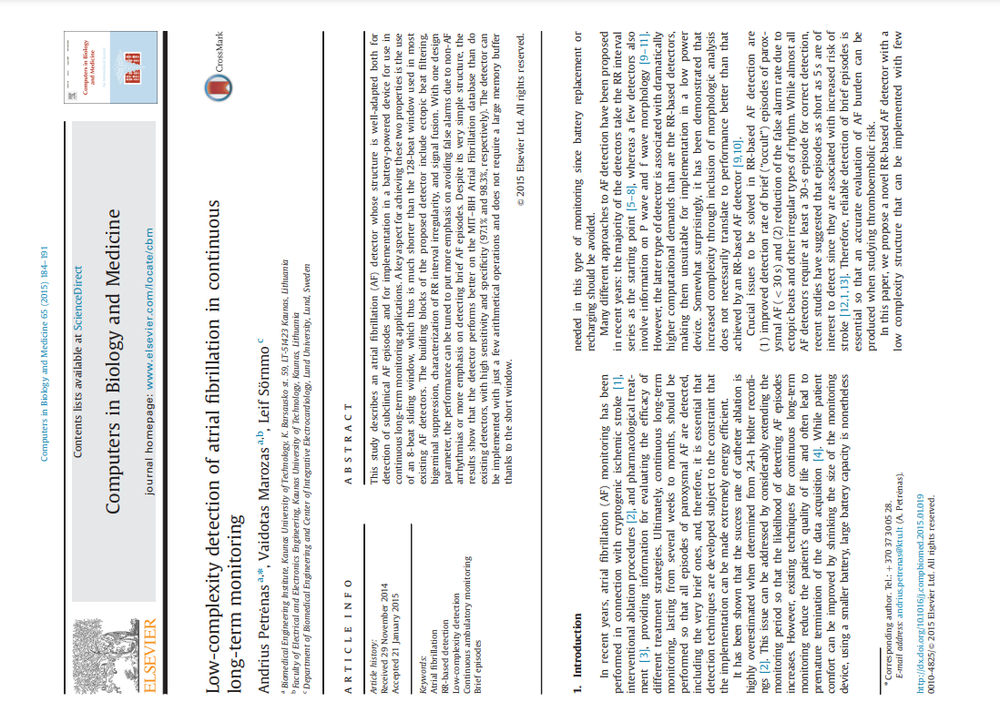 Computers in Biology and Medicine 65 (2015) 184–191
Contents lists available at ScienceDirect
Computers in Biology and Medicine
journal homepage: www.elsevier.com/locate/cbm
ELSEVIER
Computers in Biology
and Medicine
Low-complexity detection of atrial fibrillation in continuous
long-term monitoring
CrossMark
Andrius Petrėnas a,*, Vaidotas Marozas a,b, Leif Sörnmo c
a Biomedical Engineering Institute, Kaunas University of Technology, K. Barsausko st. 59, LT-51423 Kaunas, Lithuania
b Faculty of Electrical and Electronics Engineering, Kaunas University of Technology, Kaunas, Lithuania
c Department of Biomedical Engineering and Center of Integrative Electrocardiology, Lund University, Lund, Sweden
ARTICLE INFO
Article history:
Received 29 November 2014
Accepted 21 January 2015
Keywords:
Atrial fibrillation
RR-based detection
Low-complexity detection
Continuous ambulatory monitoring
Brief episodes
ABSTRACT
This study describes an atrial fibrillation (AF) detector whose structure is well-adapted both for
detection of subclinical AF episodes and for implementation in a battery-powered device for use in
continuous long-term monitoring applications. A key aspect for achieving these two properties is the use
of an 8-beat sliding window, which thus is much shorter than the 128-beat window used in most
existing AF detectors. The building blocks of the proposed detector include ectopic beat filtering,
bigeminal suppression, characterization of RR interval irregularity, and signal fusion. With one design
parameter, the performance can be tuned to put more emphasis on avoiding false alarms due to non-AF
arrhythmias or more emphasis on detecting brief AF episodes. Despite its very simple structure, the
results show that the detector performs better on the MIT–BIH Atrial Fibrillation database than do
existing detectors, with high sensitivity and specificity (97.1% and 98.3%, respectively). The detector can
be implemented with just a few arithmetical operations and does not require a large memory buffer
thanks to the short window.
© 2015 Elsevier Ltd. All rights reserved.
1. Introduction
In recent years, atrial fibrillation (AF) monitoring has been
performed in connection with cryptogenic ischemic stroke [1],
interventional ablation procedures [2], and pharmacological treat-
ment [3], providing information for evaluating the efficacy of
different treatment strategies. Ultimately, continuous long-term
monitoring, lasting from several weeks to months, should be
performed so that all episodes of paroxysmal AF are detected,
including the very brief ones, and, therefore, it is essential that
detection techniques are developed subject to the constraint that
the implementation can be made extremely energy efficient.
It has been shown that the success rate of catheter ablation is
highly overestimated when determined from 24-h Holter recordi-
ngs [2]. This issue can be addressed by considerably extending the
monitoring period so that the likelihood of detecting AF episodes
increases. However, existing techniques for continuous long-term
monitoring reduce the patient's quality of life and often lead to
premature termination of the data acquisition [4]. While patient
comfort can be improved by shrinking the size of the monitoring
device, using a smaller battery, large battery capacity is nonetheless
* Corresponding author. Tel.: +370 37 30 05 28.
E-mail address: andrius.petrenas@ktu.lt (A. Petrėnas).
http://dx.doi.org/10.1016/j.compbiomed.2015.01.019
0010-4825/© 2015 Elsevier Ltd. All rights reserved.
needed in this type of monitoring since battery replacement or
recharging should be avoided.
Many different approaches to AF detection have been proposed
in recent years: the majority of the detectors take the RR interval
series as the starting point [5–8], whereas a few detectors also
involve information on P wave and f wave morphology [9–11].
However, the latter type of detector is associated with dramatically
higher computational demands than are the RR-based detectors,
making them unsuitable for implementation in a low power
device. Somewhat surprisingly, it has been demonstrated that
increased complexity through inclusion of morphologic analysis
does not necessarily translate to performance better than that
achieved by an RR-based AF detector [9,10].
Crucial issues to be solved in RR-based AF detection are
(1) improved detection rate of brief ("occult") episodes of parox-
ysmal AF (< 30 s) and (2) reduction of the false alarm rate due to
ectopic beats and other irregular types of rhythm. While almost all
AF detectors require at least a 30-s episode for correct detection,
recent studies have suggested that episodes as short as 5 s are of
interest to detect since they are associated with increased risk of
stroke [12,1,13]. Therefore, reliable detection of brief episodes is
essential so that an accurate evaluation of AF burden can be
produced when studying thromboembolic risk.
In this paper, we propose a novel RR-based AF detector with a
low complexity structure that can be implemented with few